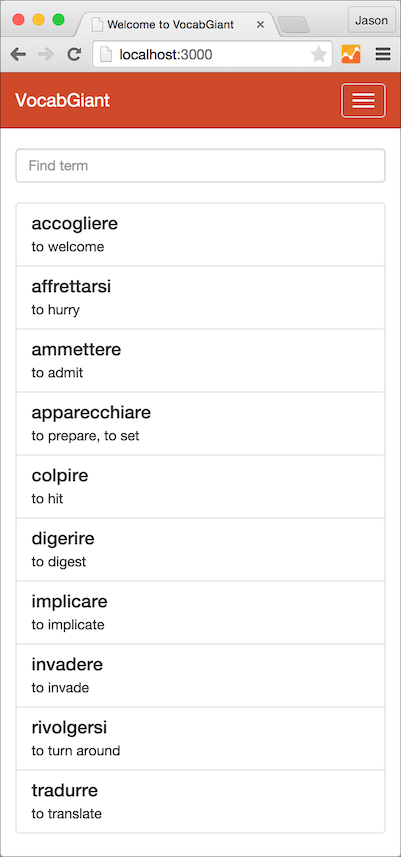 Welcome to VocabGiant
Jason
localhost:3000
VocabGiant
Find term
accogliere
to welcome
affrettarsi
to hurry
ammettere
to admit
apparecchiare
to prepare, to set
colpire
to hit
digerire
to digest
implicare
to implicate
invadere
to invade
rivolgersi
to turn around
tradurre
to translate